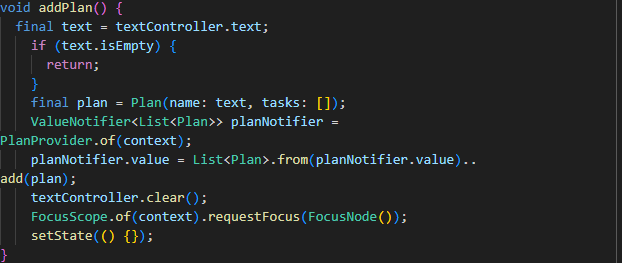 void addPlan() {
final text = textController.text;
if (text.isEmpty) {
return;
}
final plan = Plan(name: text, tasks: []);
ValueNotifier<List<Plan>> planNotifier =
PlanProvider.of(context);
planNotifier.value = List<Plan>.from(planNotifier.value)..
add(plan);
textController.clear();
FocusScope.of(context).requestFocus(FocusNode());
setState(() {});
}